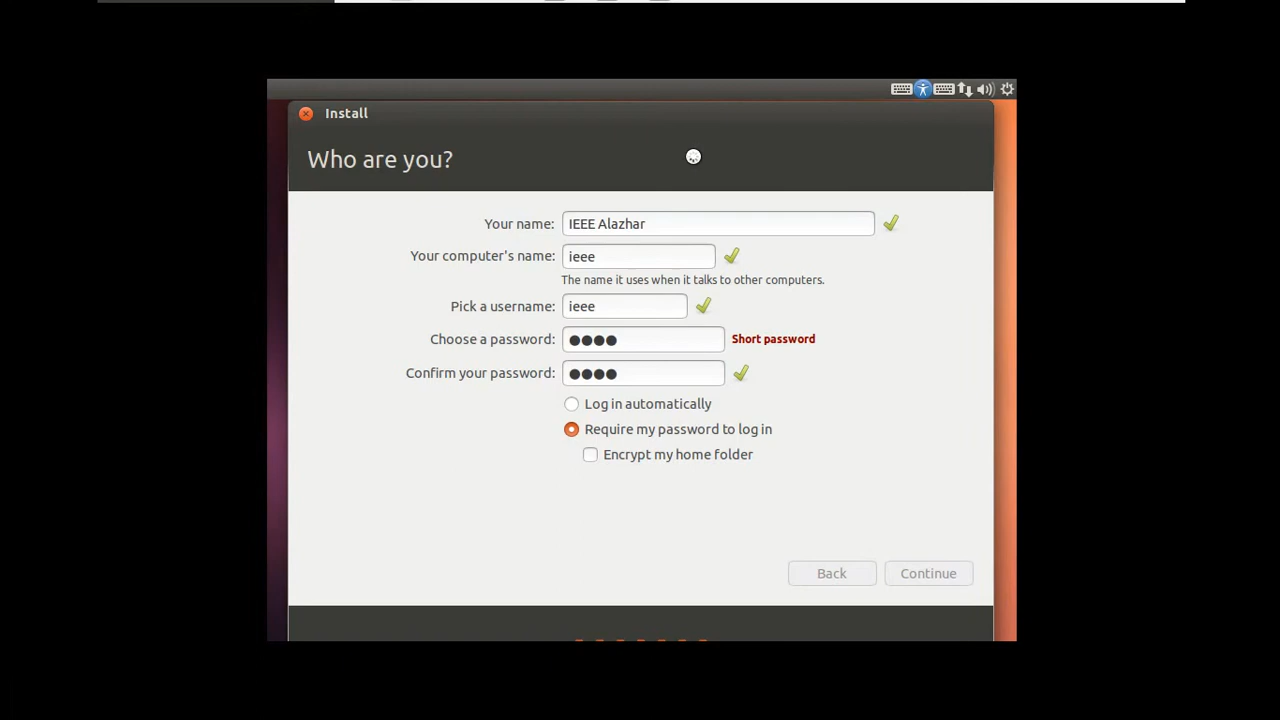 Install
Who are you?
Your name: IEEE Alazhar
Your computer's name: ieee
The name it uses when it talks to other computers.
Pick a username: ieee
Choose a password: ●●●● Short password
Confirm your password: ●●●●
Log in automatically
Require my password to log in
Encrypt my home folder
Back Continue